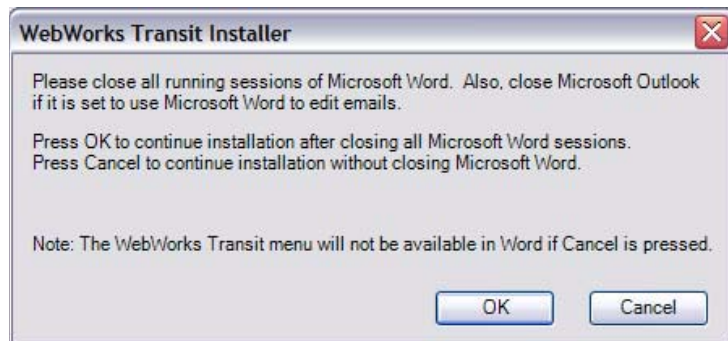 WebWorks Transit Installer
Please close all running sessions of Microsoft Word. Also, close Microsoft Outlook
if it is set to use Microsoft Word to edit emails.
Press OK to continue installation after closing all Microsoft Word sessions.
Press Cancel to continue installation without closing Microsoft Word.
Note: The WebWorks Transit menu will not be available in Word if Cancel is pressed.
OK Cancel